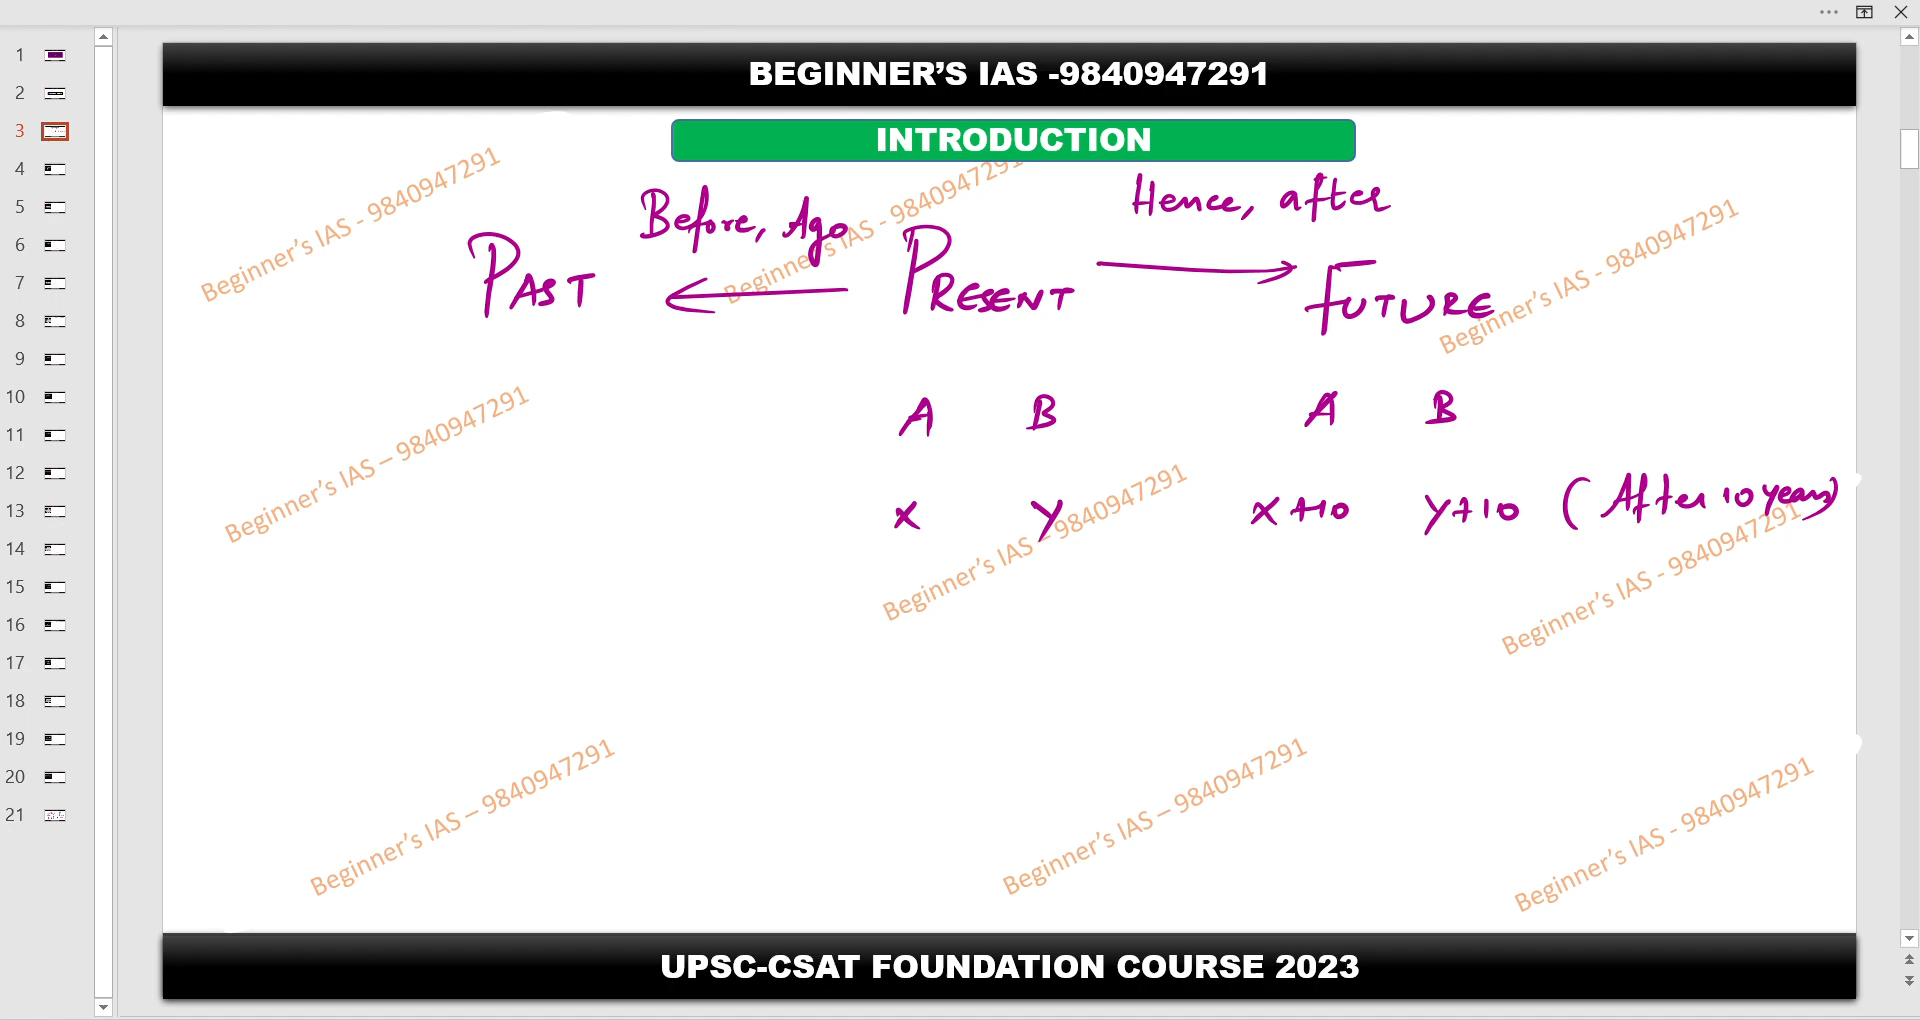 BEGINNER’S IAS -9840947291
INTRODUCTION
Before, Ago
Hence, after
PAST
PRESENT
FUTURE
A B A B
x y x+10 y+10 (After 10 years)
Beginner’s IAS - 9840947291
Beginner’s IAS - 9840947291
Beginner’s IAS - 9840947291
Beginner’s IAS – 9840947291
Beginner’s IAS - 9840947291
Beginner’s IAS - 9840947291
Beginner’s IAS – 9840947291
Beginner’s IAS – 9840947291
Beginner’s IAS - 9840947291
UPSC-CSAT FOUNDATION COURSE 2023
1
2
3
4
5
6
7
8
9
10
11
12
13
14
15
16
17
18
19
20
21